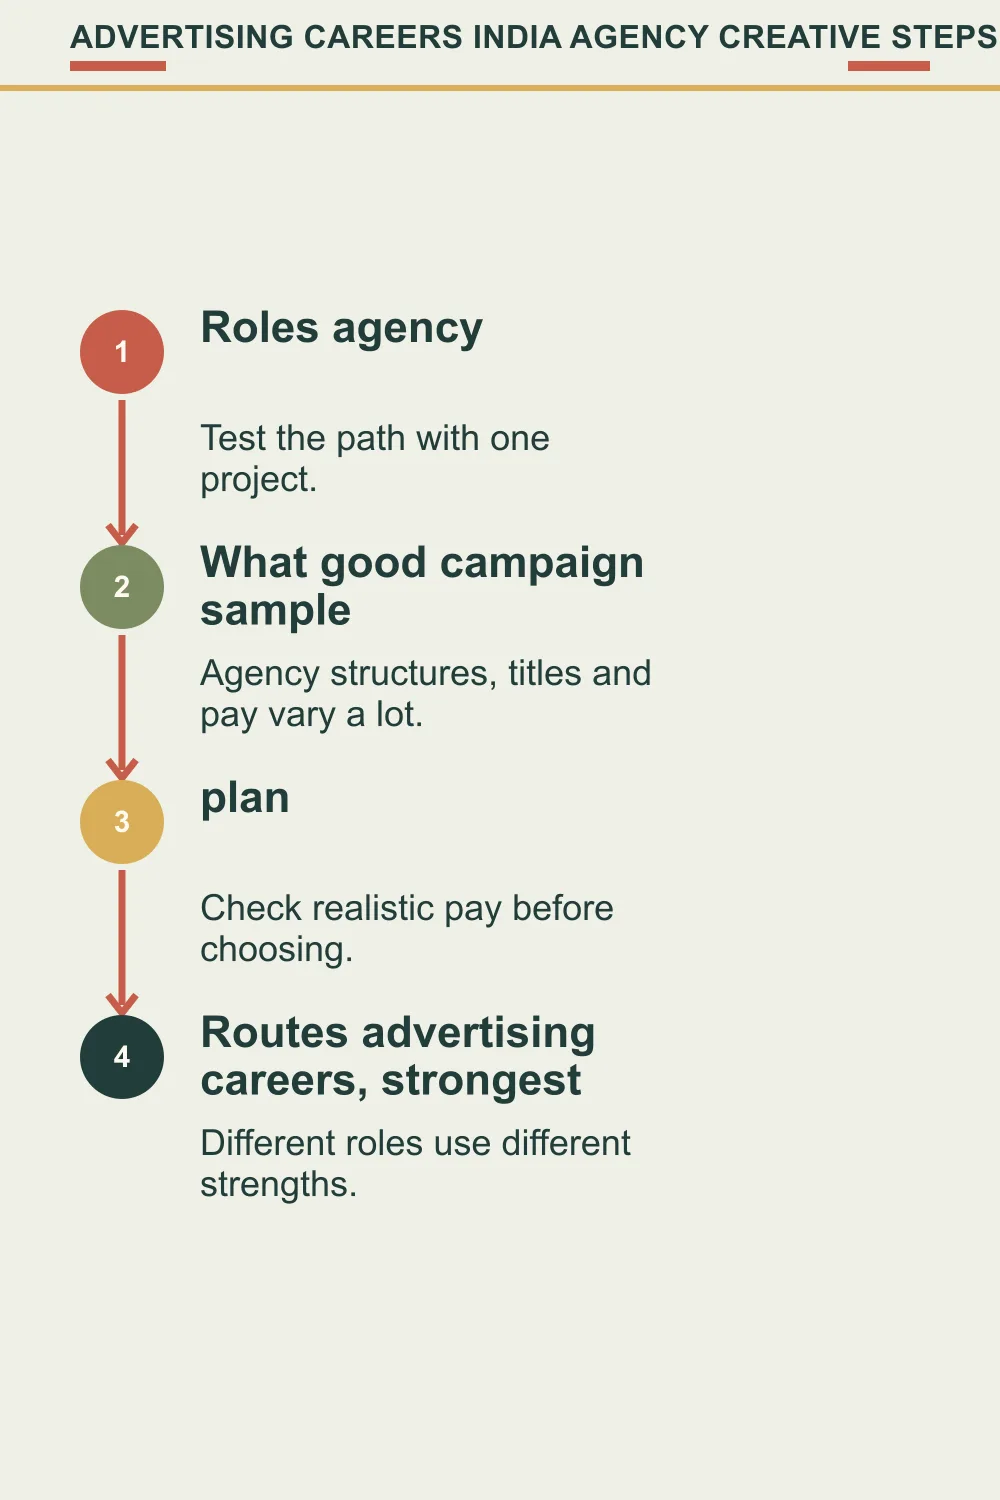 ADVERTISING CAREERS INDIA AGENCY CREATIVE STEPS
1
Roles agency
Test the path with one
project.
2
What good campaign
sample
Agency structures, titles and
pay vary a lot.
3
plan
Check realistic pay before
choosing.
4
Routes advertising
careers, strongest
Different roles use different
strengths.